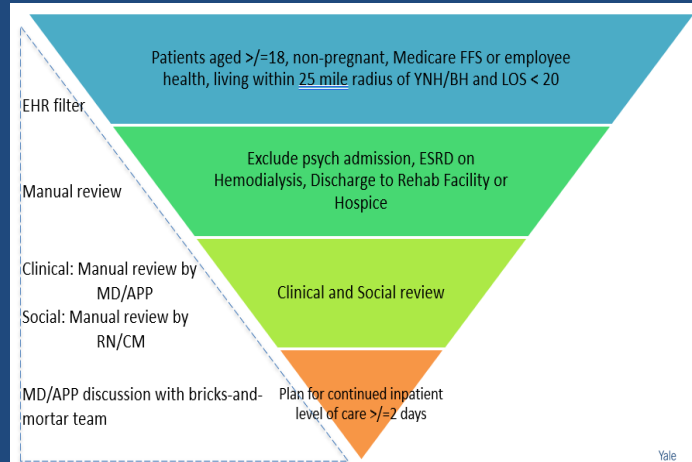 Patients aged >/=18, non-pregnant, Medicare FFS or employee
health, living within 25 mile radius of YNH/BH and LOS < 20
EHR filter
Exclude psych admission, ESRD on
Hemodialysis, Discharge to Rehab Facility or
Hospice
Manual review
Clinical: Manual review by
MD/APP
Social: Manual review by
RN/CM
Clinical and Social review
MD/APP discussion with bricks-and-
mortar team
Plan for continued inpatient
level of care >/=2 days
Yale